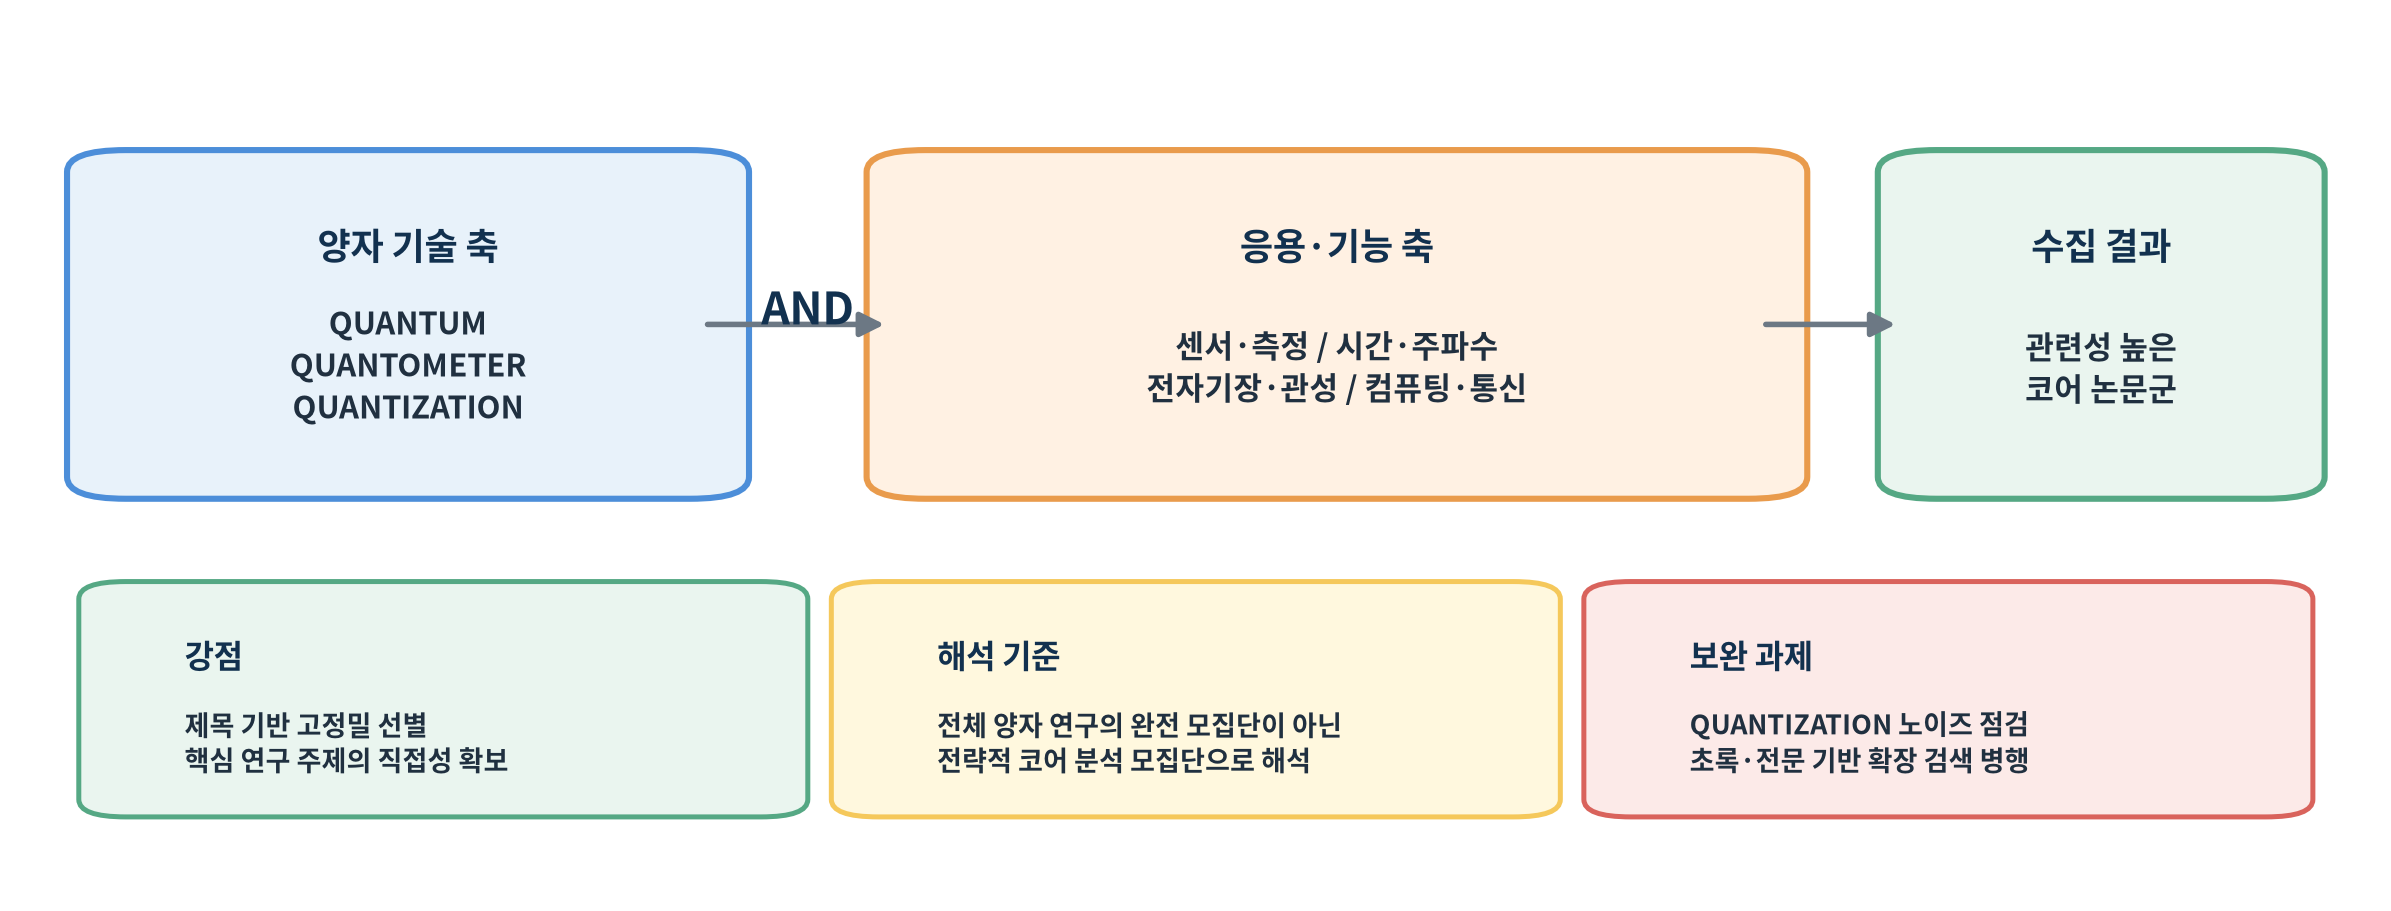 양자 기술 축
QUANTUM
QUANTOMETER
QUANTIZATION
AND
응용·기능 축
센서·측정 / 시간·주파수
전자기장·관성 / 컴퓨팅·통신
수집 결과
관련성 높은
코어 논문군
강점
제목 기반 고정밀 선별
핵심 연구 주제의 직접성 확보
해석 기준
전체 양자 연구의 완전 모집단이 아닌
전략적 코어 분석 모집단으로 해석
보완 과제
QUANTIZATION 노이즈 점검
초록·전문 기반 확장 검색 병행